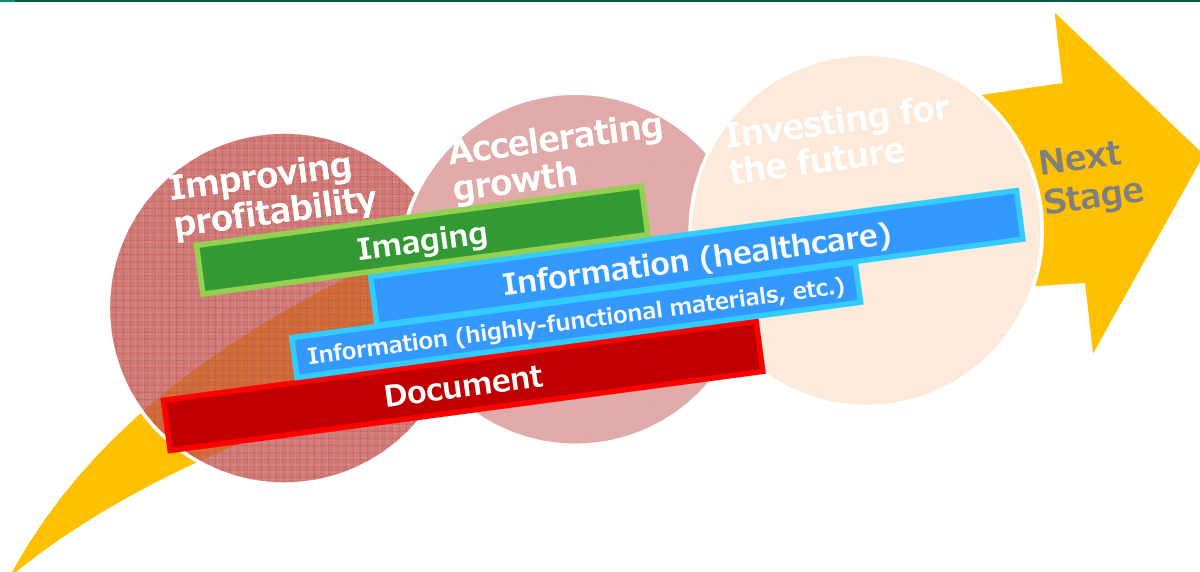 Improving
profitability
Accelerating
growth
Investing for
the future
Next
Stage
Imaging
Information (healthcare)
Information (highly-functional materials, etc.)
Document